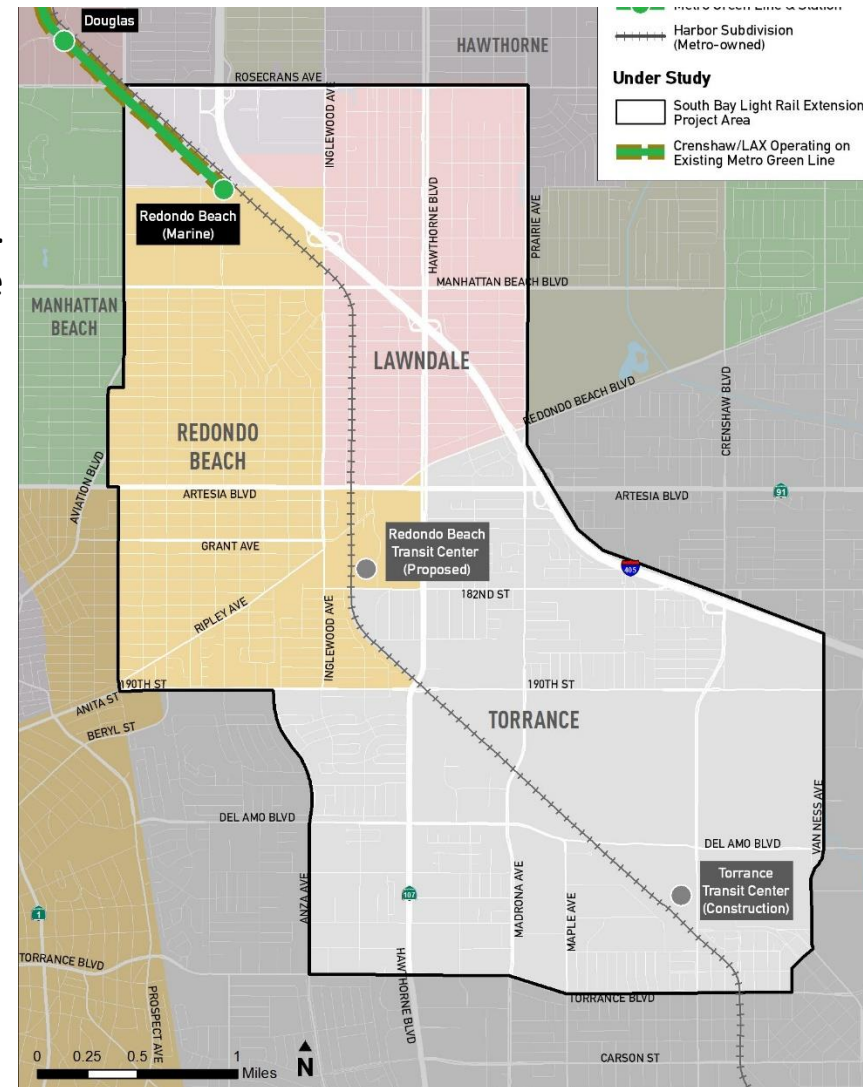 Metro Green Line & Station
Harbor Subdivision
(Metro-owned)
Under Study
South Bay Light Rail Extension
Project Area
Crenshaw/LAX Operating on
Existing Metro Green Line
Douglas
HAWTHORNE
ROSECRANS AVE
INGLEWOOD AVE
HAWTHORNE BLVD
PRAIRIE AVE
Redondo Beach
(Marine)
MANHATTAN BEACH BLVD
MANHATTAN
BEACH
LAWNDALE
REDONDO BEACH BLVD
CRENSHAW BLVD
REDONDO
BEACH
AVIATION BLVD
ARTESIA BLVD
ARTESIA BLVD
91
GRANT AVE
Redondo Beach
Transit Center
(Proposed)
405
RIPLEY AVE
INGLEWOOD AVE
182ND ST
190TH ST
190TH ST
ANITA ST
BERYL ST
TORRANCE
DEL AMO BLVD
DEL AMO BLVD
VAN NESS AVE
ANZA AVE
107
MADRONA AVE
MAPLE AVE
Torrance
Transit Center
(Construction)
1
TORRANCE BLVD
PROSPECT AVE
HAWTHORNE BLVD
TORRANCE BLVD
CARSON ST
0 0.25 0.5 1
Miles
N